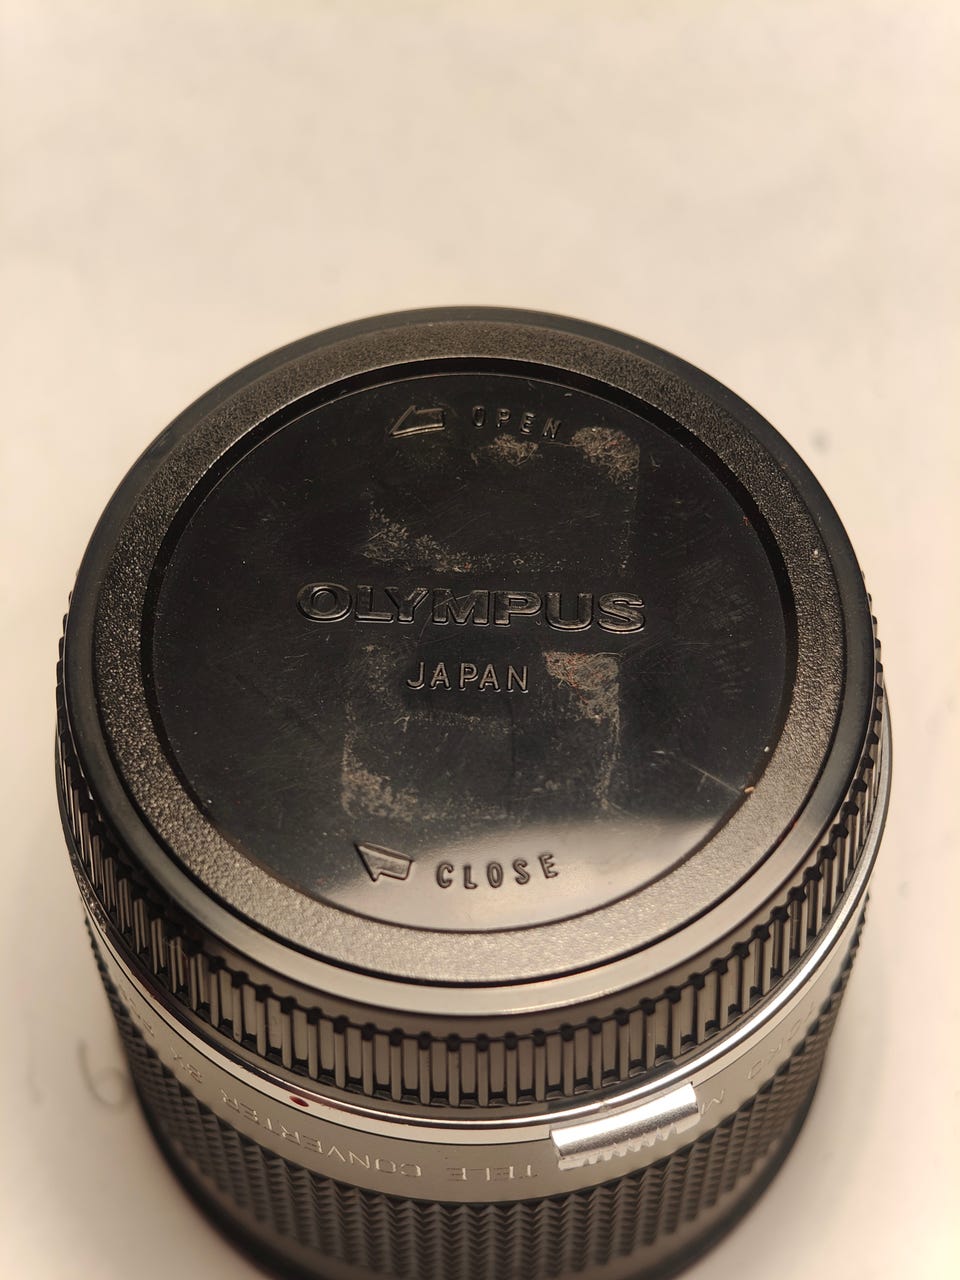 OPEN
OLYMPUS
JAPAN
CLOSE
TELE CONVERTER 2X